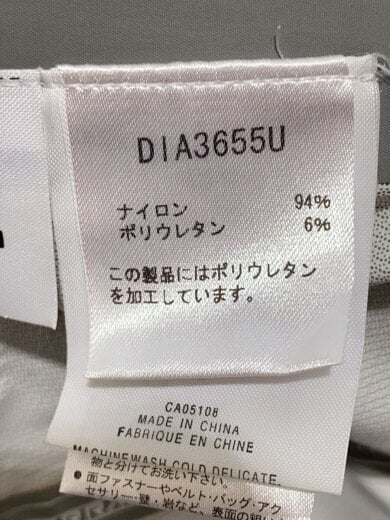 DIA3655U
ナイロン 94%
ポリウレタン 6%
この製品にはポリウレタン
を加工しています。
CA05108
MADE IN CHINA
FABRIQUE EN CHINE
MACHINE WASH COLD DELICATE.
物と分けてお洗い下さい。
● 面ファスナーやベルト・バッグ・アク
セサリー・壁・岩など、表面の粗い